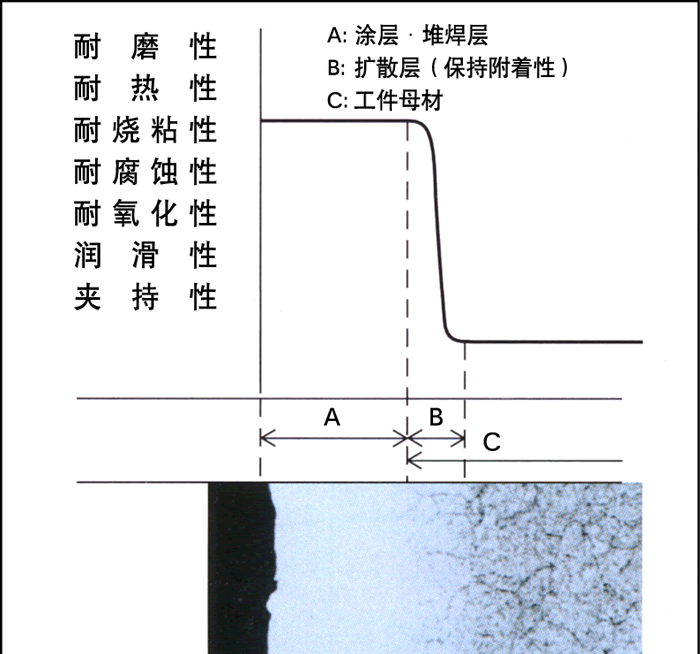 耐磨性
耐热性
耐烧粘性
耐腐蚀性
耐氧化性
润滑性
夹持性
A: 涂层·堆焊层
B: 扩散层（保持附着性）
C: 工件母材
A
B
C